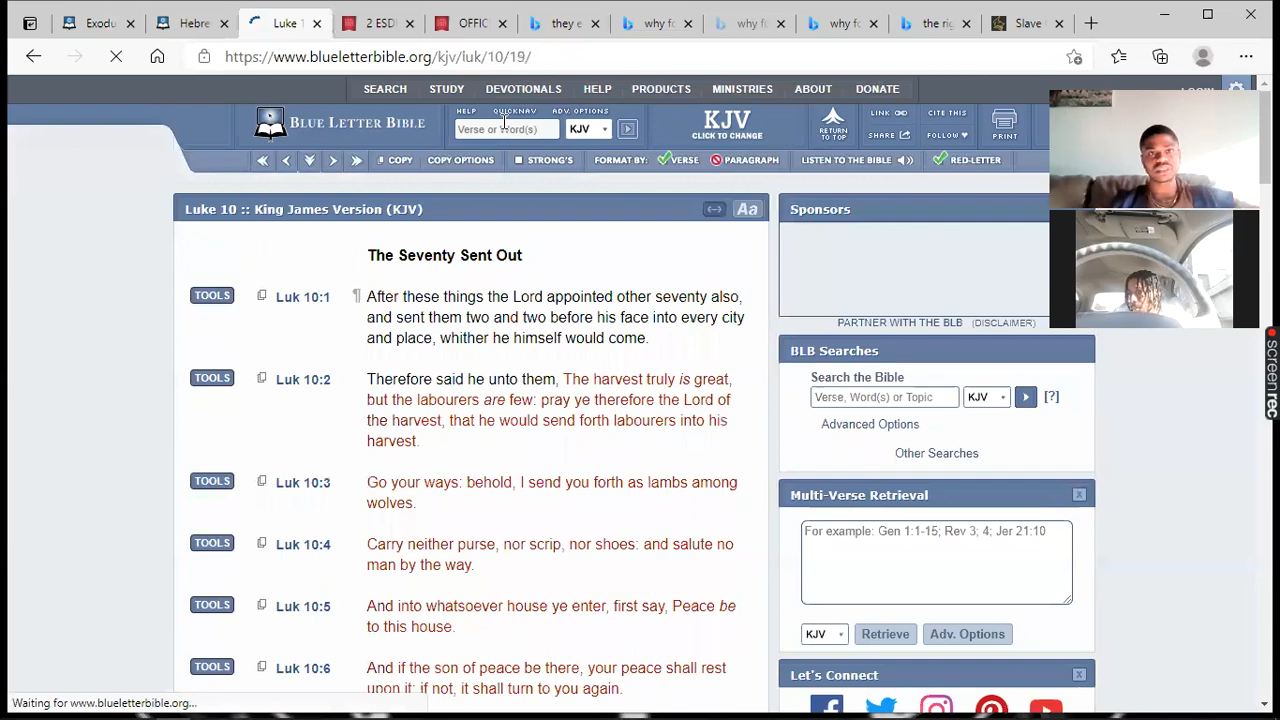 Exodu
Hebre
Luke 1
2 ESD
OFFIC
they e
why fo
why fo
why fo
the rig
Slave
https://www.blueletterbible.org/kjv/luk/10/19/
SEARCH STUDY DEVOTIONALS HELP PRODUCTS MINISTRIES ABOUT DONATE
BLUE LETTER BIBLE
HELP QUICKNAV ADV. OPTIONS
Verse or Word(s) KJV
KJV
CLICK TO CHANGE
RETURN
TO TOP
LINK
CITE THIS
SHARE
FOLLOW
PRINT
COPY COPY OPTIONS STRONG'S FORMAT BY: VERSE PARAGRAPH LISTEN TO THE BIBLE RED-LETTER
Luke 10 :: King James Version (KJV) Aa
The Seventy Sent Out
TOOLS Luk 10:1 ¶ After these things the Lord appointed other seventy also,
and sent them two and two before his face into every city
and place, whither he himself would come.
TOOLS Luk 10:2 Therefore said he unto them, The harvest truly is great,
but the labourers are few: pray ye therefore the Lord of
the harvest, that he would send forth labourers into his
harvest.
TOOLS Luk 10:3 Go your ways: behold, I send you forth as lambs among
wolves.
TOOLS Luk 10:4 Carry neither purse, nor scrip, nor shoes: and salute no
man by the way.
TOOLS Luk 10:5 And into whatsoever house ye enter, first say, Peace be
to this house.
TOOLS Luk 10:6 And if the son of peace be there, your peace shall rest
upon it: if not, it shall turn to you again.
Sponsors
PARTNER WITH THE BLB (DISCLAIMER)
BLB Searches
Search the Bible
Verse, Word(s) or Topic KJV [?]
Advanced Options
Other Searches
Multi-Verse Retrieval x
For example: Gen 1:1-15; Rev 3; 4; Jer 21:10
KJV Retrieve Adv. Options
Let's Connect x
screenrec
Waiting for www.blueletterbible.org...